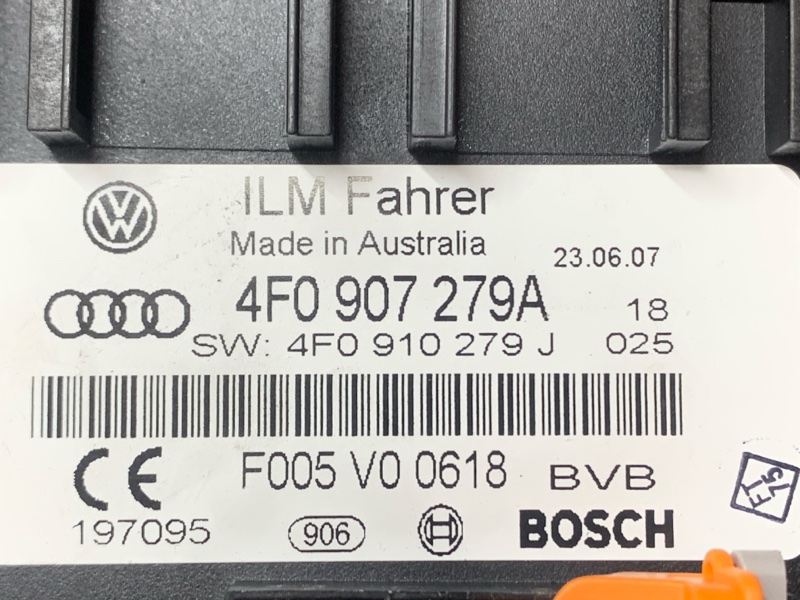 ILM Fahrer
Made in Australia
23.06.07
4F0 907 279A 18
SW: 4F0 910 279 J 025
CE F005 V0 0618 BVB
197095 906 BOSCH